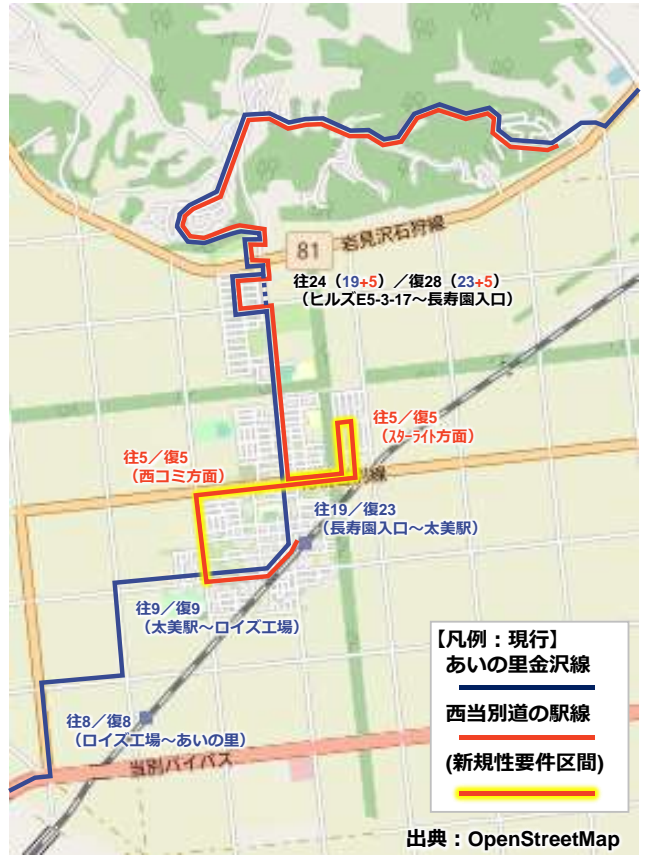 81
岩見沢石狩線
往24（19+5）／復28（23+5）
（ヒルズE5-3-17～長寿園入口）
往5／復5
（スターライト方面）
往5／復5
（西コミ方面）
往19／復23
（長寿園入口～太美駅）
往9／復9
（太美駅～ロイズ工場）
往8／復8
（ロイズ工場～あいの里）
当別バイパス
【凡例：現行】
あいの里金沢線
西当別道の駅線
(新規性要件区間)
出典：OpenStreetMap